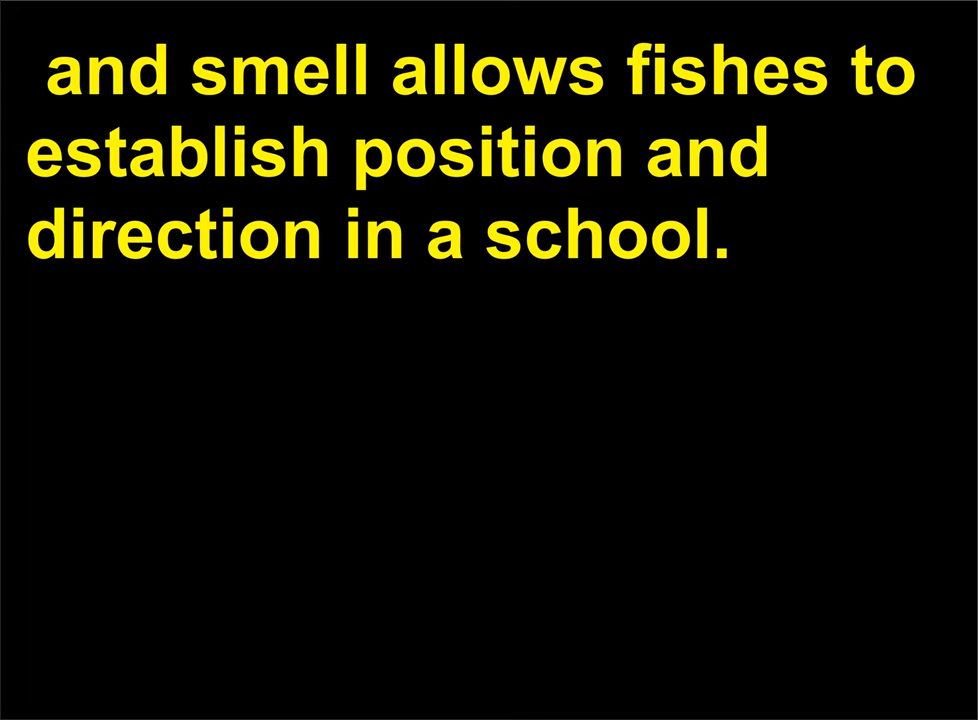 and smell allows fishes to
establish position and
direction in a school.